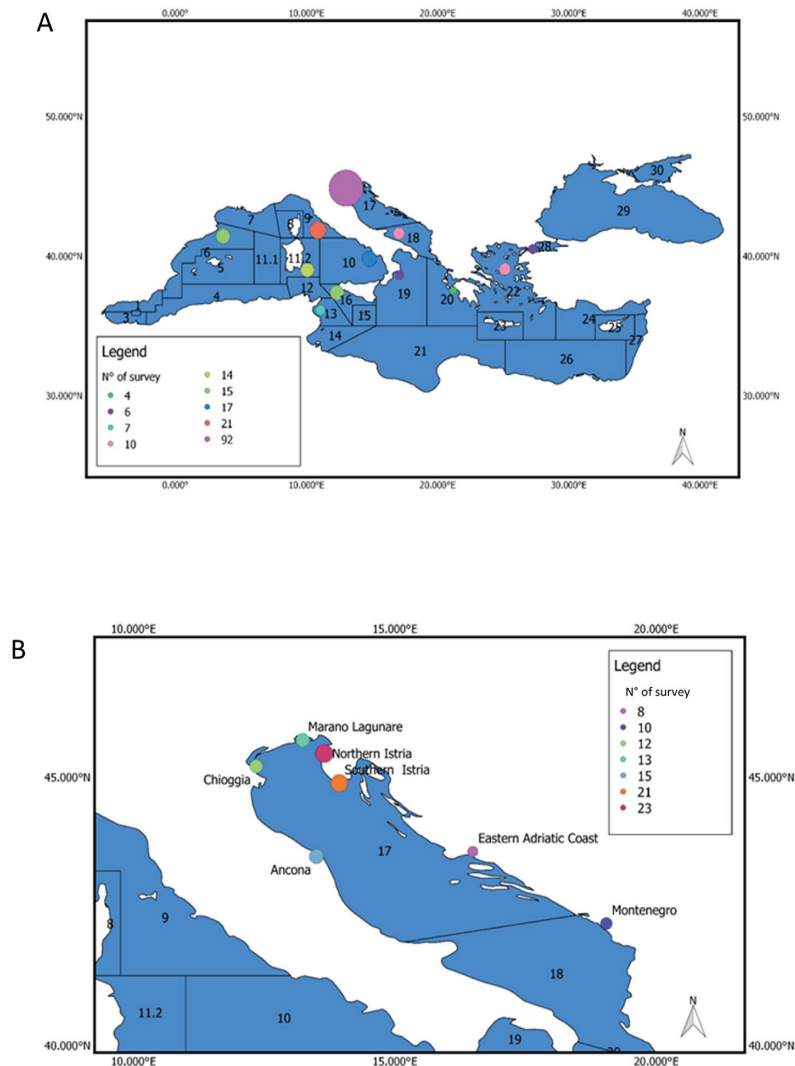 A
0.000°
10.000°E
20.000°E
30.000°E
40.000°E
50.000°N
50.000°N
30
29
17
7
8
9
18
28
40.000°N
40.000°N
6
5
11.1
11.2
10
22
4
12
19
20
1
3
16
13
15
23
24
25
27
14
21
26
Legend
N° of survey
4
6
7
10
14
15
17
21
92
30.000°N
30.000°N
N
0.000°
10.000°E
20.000°E
30.000°E
40.000°E
B
10.000°E
15.000°E
20.000°E
Legend
N° of survey
8
10
12
13
15
21
23
Marano Lagunare
Northern Istria
Southern Istria
Chioggia
45.000°N
45.000°N
Eastern Adriatic Coast
17
Ancona
Montenegro
8
9
18
11.2
10
19
20
N
40.000°N
40.000°N
10.000°E
15.000°E
20.000°E